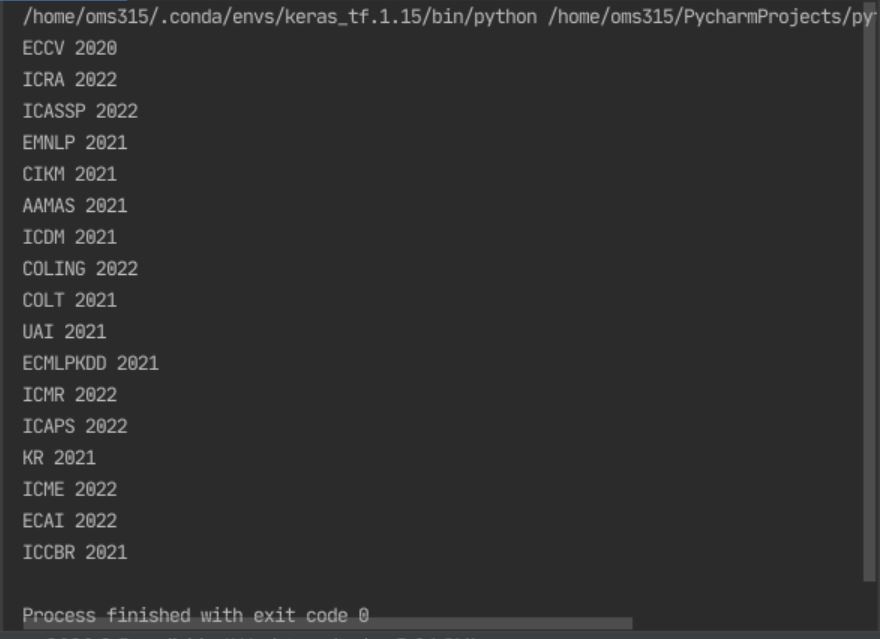 /home/oms315/.conda/envs/keras_tf.1.15/bin/python /home/oms315/PycharmProjects/py
ECCV 2020
ICRA 2022
ICASSP 2022
EMNLP 2021
CIKM 2021
AAMAS 2021
ICDM 2021
COLING 2022
COLT 2021
UAI 2021
ECMLPKDD 2021
ICMR 2022
ICAPS 2022
KR 2021
ICME 2022
ECAI 2022
ICCBR 2021
Process finished with exit code 0